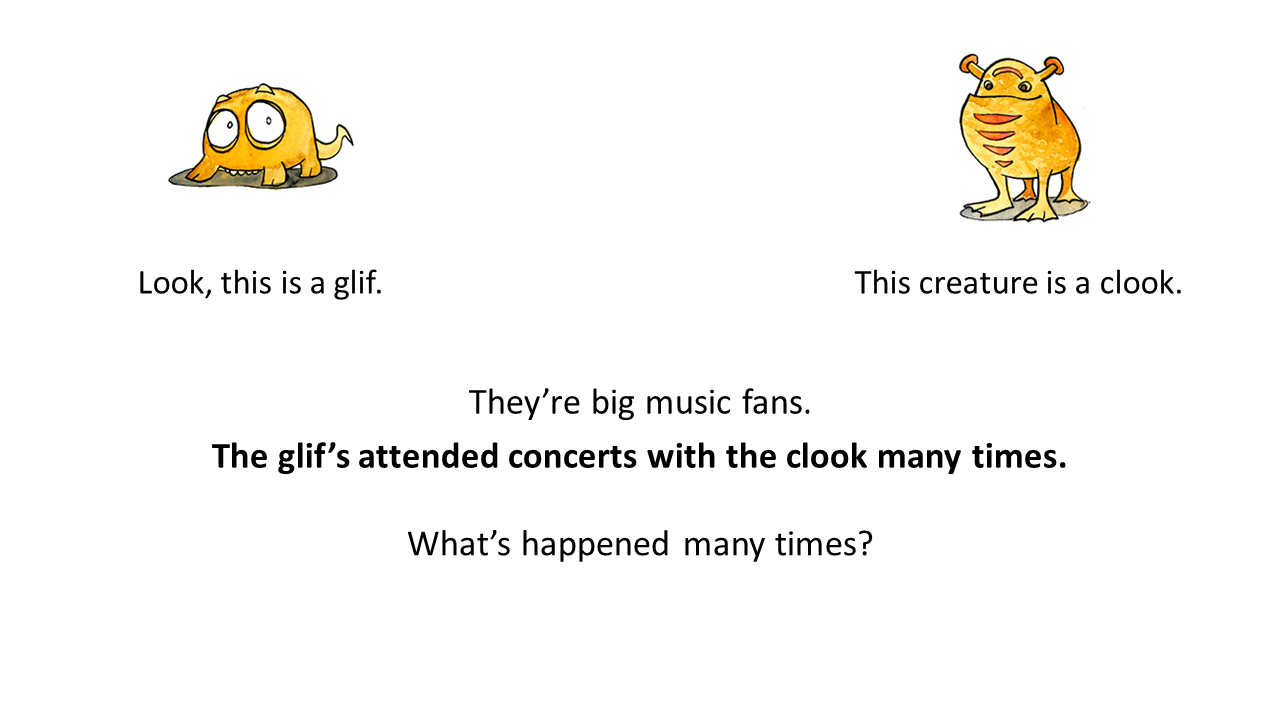 Look, this is a glif.
This creature is a clook.
They’re big music fans.
The glif’s attended concerts with the clook many times.
What’s happened many times?